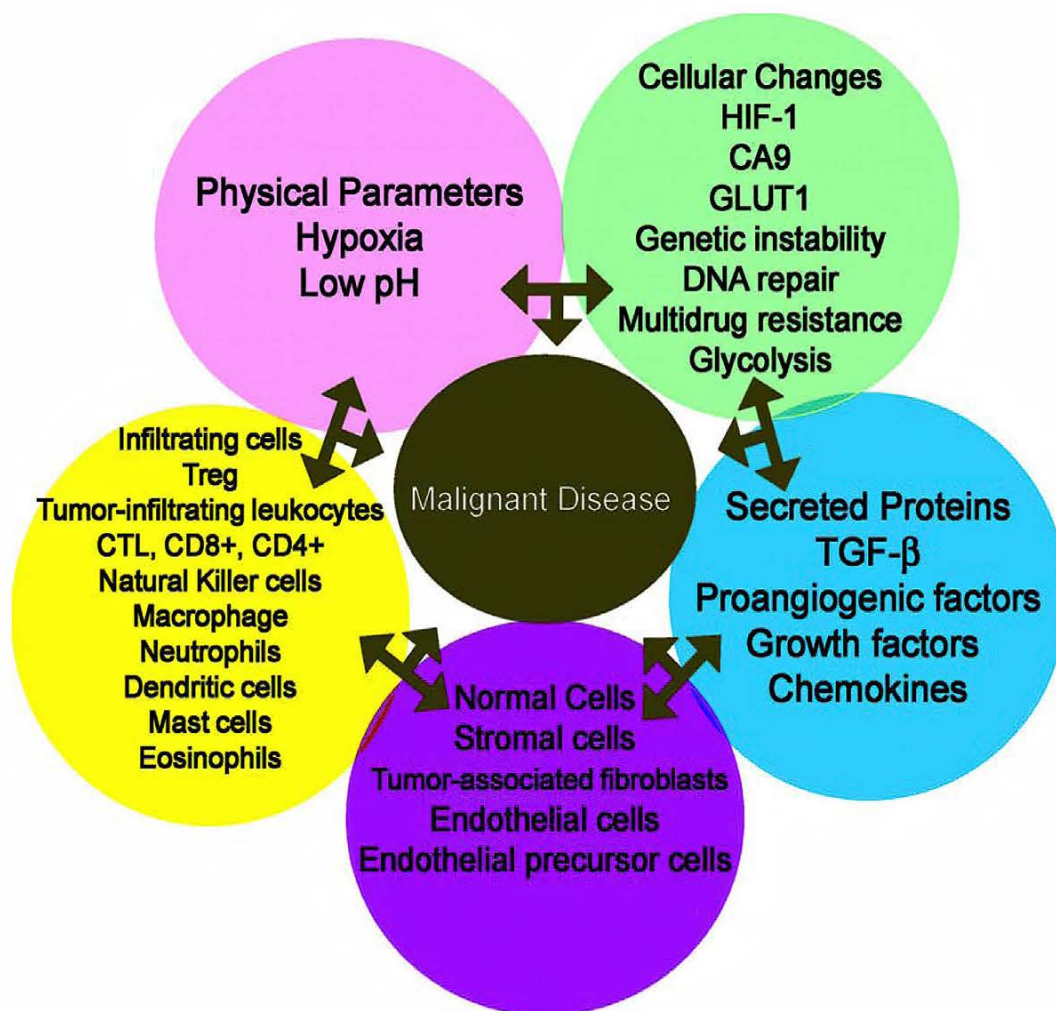 Physical Parameters
Hypoxia
Low pH
Cellular Changes
HIF-1
CA9
GLUT1
Genetic instability
DNA repair
Multidrug resistance
Glycolysis
Malignant Disease
Infiltrating cells
Treg
Tumor-infiltrating leukocytes
CTL, CD8+, CD4+
Natural Killer cells
Macrophage
Neutrophils
Dendritic cells
Mast cells
Eosinophils
Secreted Proteins
TGF-β
Proangiogenic factors
Growth factors
Chemokines
Normal Cells
Stromal cells
Tumor-associated fibroblasts
Endothelial cells
Endothelial precursor cells